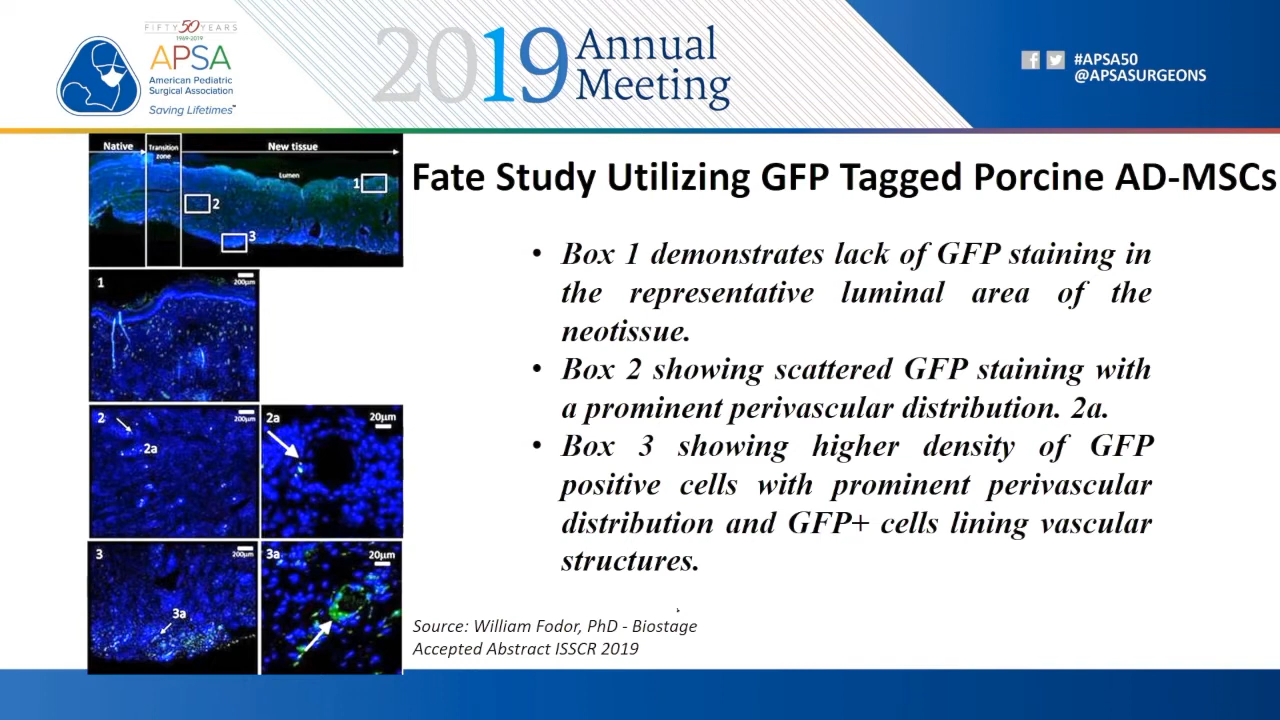 FIFTY 50 YEARS
1969-2019
APSA
American Pediatric
Surgical Association
Saving Lifetimes™
2019 Annual
Meeting
#APSA50
@APSASURGEONS
Native
Transition
zone
New tissue
Lumen
1
2
3
Fate Study Utilizing GFP Tagged Porcine AD-MSCs
1
200μm
2
200μm
2a
2a
20μm
3
200μm
3a
3a
20μm
• Box 1 demonstrates lack of GFP staining in
the representative luminal area of the
neotissue.
• Box 2 showing scattered GFP staining with
a prominent perivascular distribution. 2a.
• Box 3 showing higher density of GFP
positive cells with prominent perivascular
distribution and GFP+ cells lining vascular
structures.
Source: William Fodor, PhD - Biostage
Accepted Abstract ISSCR 2019